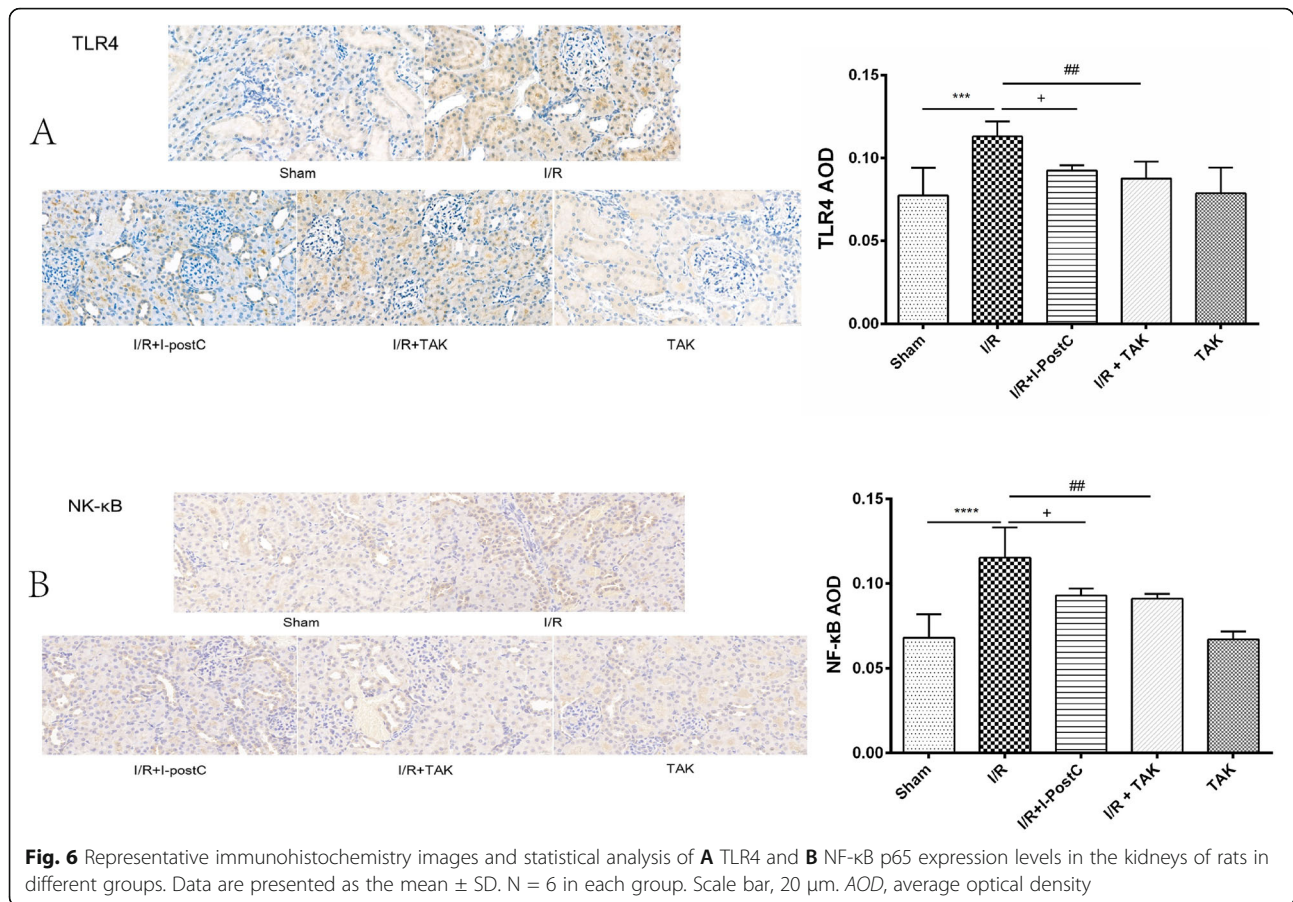 TLR4
A
Sham
I/R
I/R+I-postC
I/R+TAK
TAK
TLR4 AOD
0.15
0.10
0.05
0.00
***
+
##
Sham
I/R
I/R+I-PostC
I/R + TAK
TAK
NK-κB
B
Sham
I/R
I/R+I-postC
I/R+TAK
TAK
NF-κB AOD
0.15
0.10
0.05
0.00
****
+
##
Sham
I/R
I/R+I-PostC
I/R + TAK
TAK
Fig. 6 Representative immunohistochemistry images and statistical analysis of A TLR4 and B NF-κB p65 expression levels in the kidneys of rats in
different groups. Data are presented as the mean ± SD. N = 6 in each group. Scale bar, 20 μm. AOD, average optical density